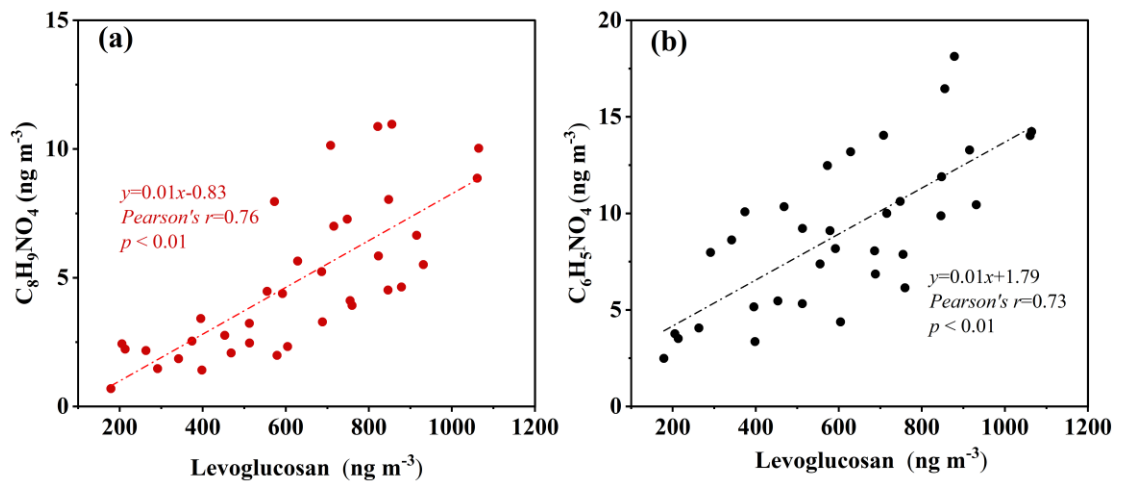 (a)
15
10
5
0
C₈H₉NO₄ (ng m⁻³)
y=0.01x-0.83
Pearson's r=0.76
p < 0.01
200 400 600 800 1000 1200
Levoglucosan (ng m⁻³)
(b)
20
15
10
5
0
C₆H₅NO₄ (ng m⁻³)
y=0.01x+1.79
Pearson's r=0.73
p < 0.01
200 400 600 800 1000 1200
Levoglucosan (ng m⁻³)